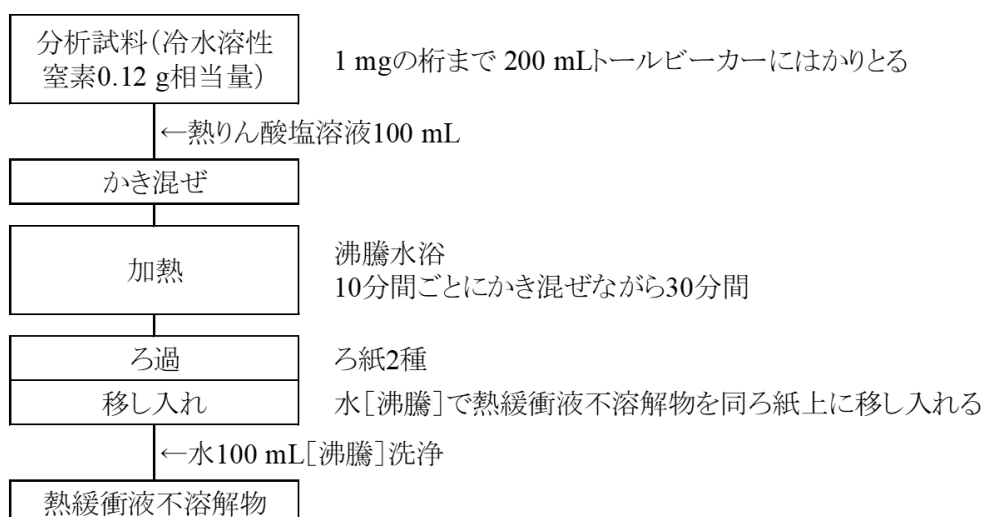 分析試料(冷水溶性
窒素0.12 g相当量)
1 mgの桁まで 200 mLトールビーカーにはかりとる
←熱りん酸塩溶液100 mL
かき混ぜ
加熱
沸騰水浴
10分間ごとにかき混ぜながら30分間
ろ過
ろ紙2種
移し入れ
水[沸騰]で熱緩衝液不溶解物を同ろ紙上に移し入れる
←水100 mL[沸騰]洗浄
熱緩衝液不溶解物